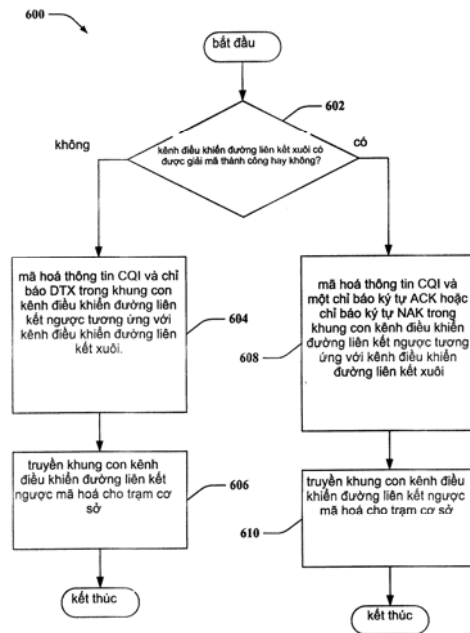 600
bắt đầu
602
không
có
kênh điều khiển đường liên kết xuôi có
được giải mã thành công hay không?
mã hoá thông tin CQI và chỉ
báo DTX trong khung con
kênh điều khiển đường liên
kết ngược tương ứng với
kênh điều khiển đường liên
kết xuôi.
604
mã hoá thông tin CQI và
một chỉ báo ký tự ACK hoặc
chỉ báo ký tự NAK trong
khung con kênh điều khiển
đường liên kết ngược tương
ứng với kênh điều khiển
đường liên kết xuôi
608
truyền khung con kênh
điều khiển đường liên kết
ngược mã hoá cho trạm cơ
sở
606
truyền khung con kênh điều
khiển đường liên kết ngược
mã hoá cho trạm cơ sở
610
kết thúc
kết thúc